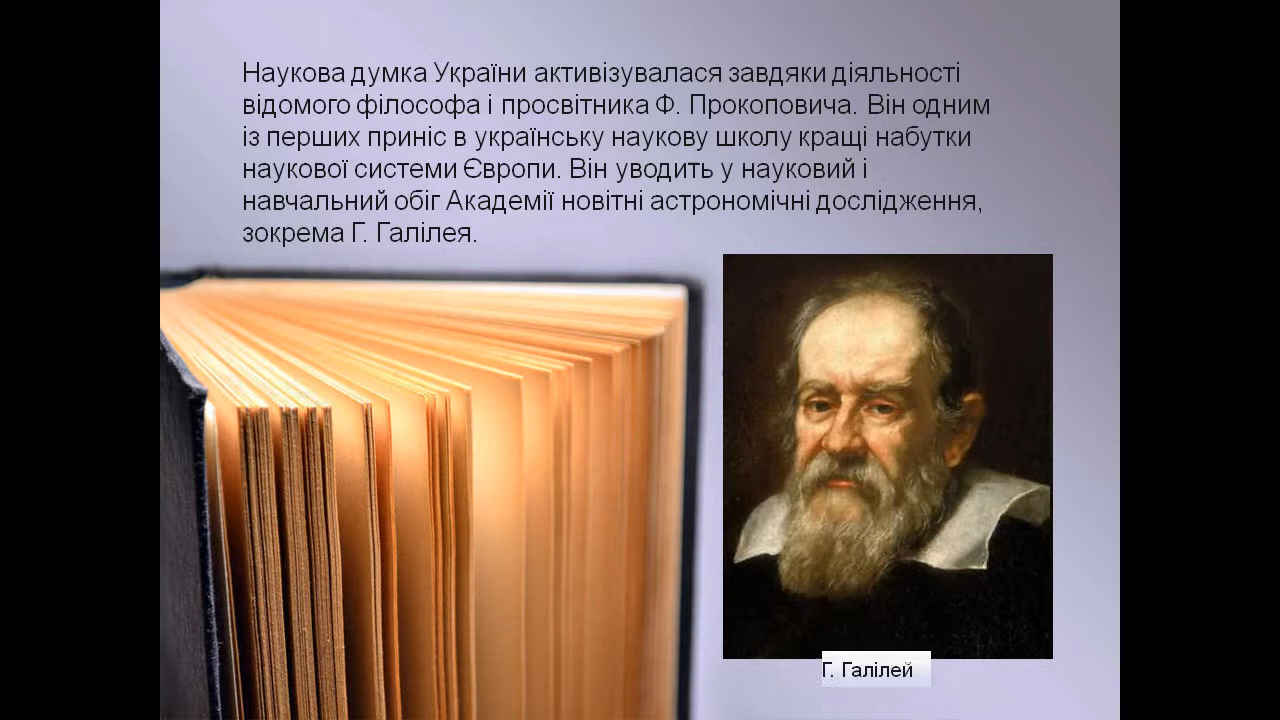 Наукова думка України активізувалася завдяки діяльності
відомого філософа і просвітника Ф. Прокоповича. Він одним
із перших приніс в українську наукову школу кращі набутки
наукової системи Європи. Він уводить у науковий і
навчальний обіг Академії новітні астрономічні дослідження,
зокрема Г. Галілея.
Г. Галілей